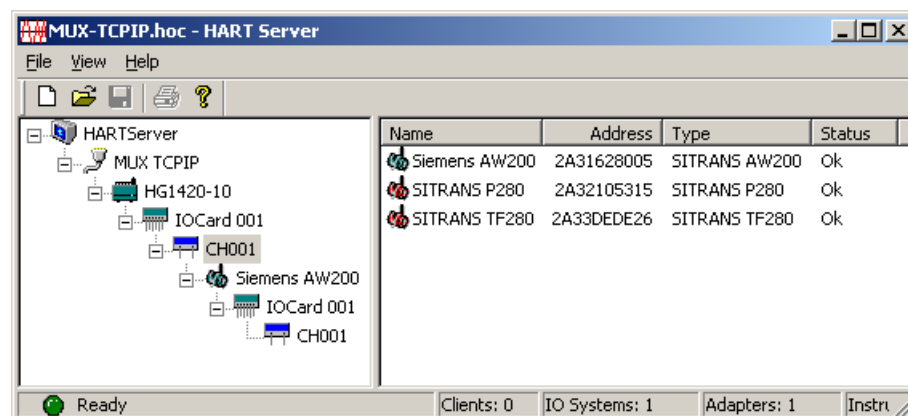 MUX-TCPIP.hoc - HART Server
File View Help
HARTServer
MUX TCPIP
HG1420-10
IOCard 001
CH001
Siemens AW200
IOCard 001
CH001
Name Address Type Status
Siemens AW200 2A31628005 SITRANS AW200 Ok
SITRANS P280 2A32105315 SITRANS P280 Ok
SITRANS TF280 2A33DEDE26 SITRANS TF280 Ok
Ready Clients: 0 IO Systems: 1 Adapters: 1